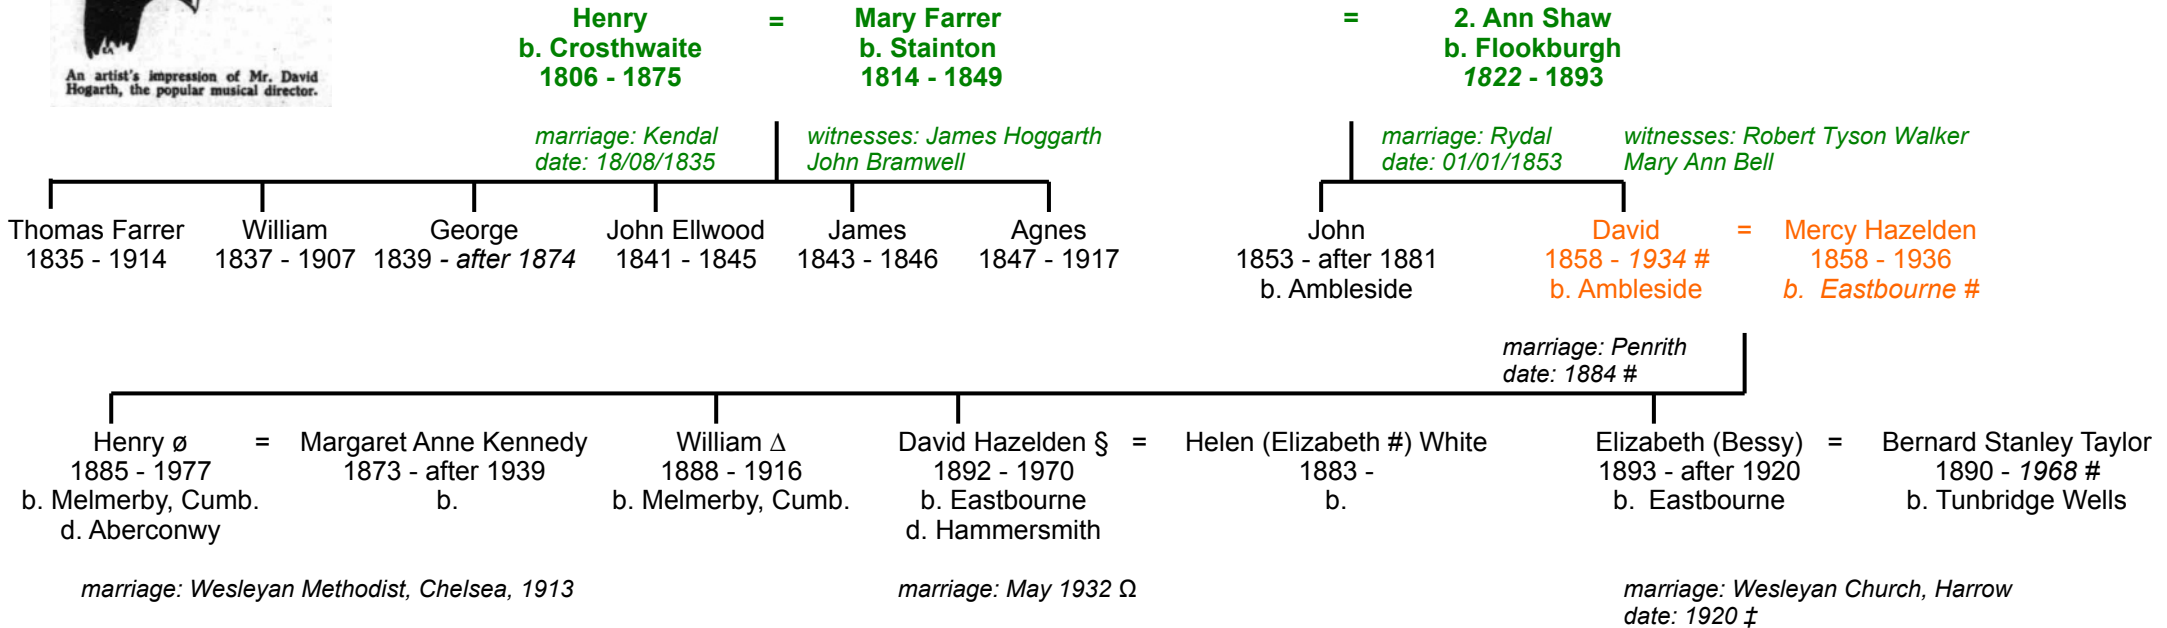 An artist's impression of Mr. David
Hogarth, the popular musical director.
Henry = Mary Farrer = 2. Ann Shaw
b. Crosthwaite b. Stainton b. Flookburgh
1806 - 1875 1814 - 1849 1822 - 1893
marriage: Kendal witnesses: James Hoggarth marriage: Rydal witnesses: Robert Tyson Walker
date: 18/08/1835 John Bramwell date: 01/01/1853 Mary Ann Bell
Thomas Farrer William George John Ellwood James Agnes John David = Mercy Hazelden
1835 - 1914 1837 - 1907 1839 - after 1874 1841 - 1845 1843 - 1846 1847 - 1917 1853 - after 1881 1858 - 1934 # 1858 - 1936
b. Ambleside b. Ambleside b. Eastbourne #
marriage: Penrith
date: 1884 #
Henry ø = Margaret Anne Kennedy William Δ David Hazelden § = Helen (Elizabeth #) White Elizabeth (Bessy) = Bernard Stanley Taylor
1885 - 1977 1873 - after 1939 1888 - 1916 1892 - 1970 1883 - 1893 - after 1920 1890 - 1968 #
b. Melmerby, Cumb. b. b. Melmerby, Cumb. b. Eastbourne b. b. Eastbourne b. Tunbridge Wells
d. Aberconwy d. Hammersmith
marriage: Wesleyan Methodist, Chelsea, 1913 marriage: May 1932 Ω marriage: Wesleyan Church, Harrow
date: 1920 ‡